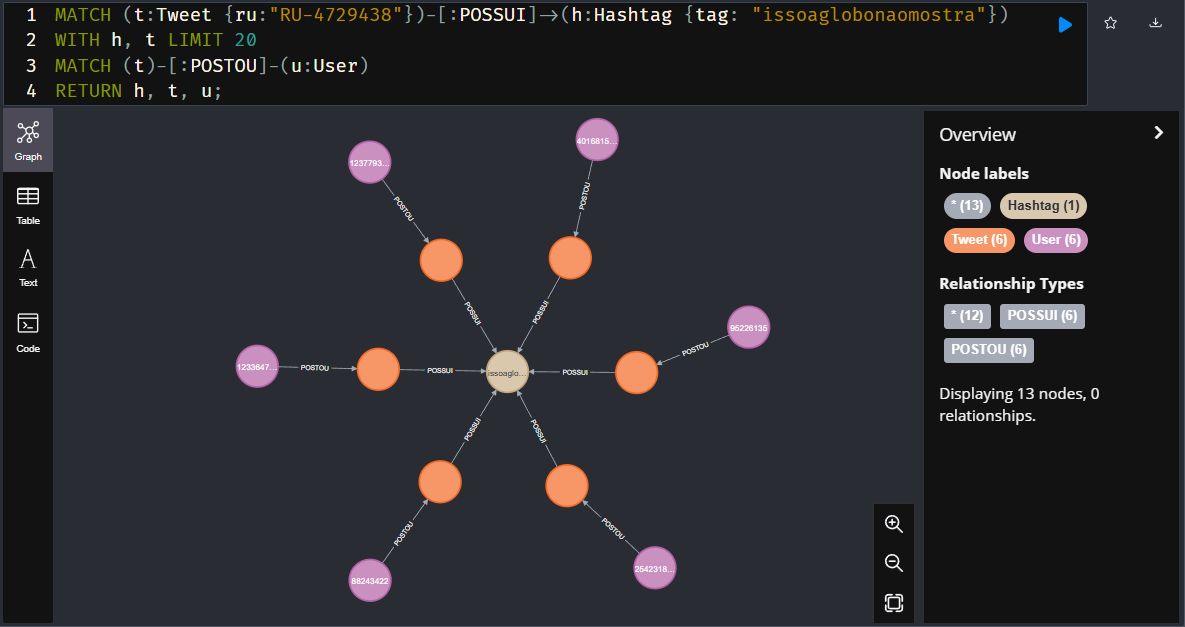 1 MATCH (t:Tweet {ru:"RU-4729438"})-[:POSSUI]->(h:Hashtag {tag: "issoaglobonaomostra"})
2 WITH h, t LIMIT 20
3 MATCH (t)-[:POSTOU]-(u:User)
4 RETURN h, t, u;
Graph
Table
Text
Code
1237793...
4016815...
POSTOU
POSTOU
POSSUI
POSSUI
95226135
POSTOU
1233647...
POSTOU
POSSUI
issoaglo...
POSSUI
POSSUI
POSSUI
POSTOU
POSTOU
88243422
2542318...
Overview
Node labels
* (13)
Hashtag (1)
Tweet (6)
User (6)
Relationship Types
* (12)
POSSUI (6)
POSTOU (6)
Displaying 13 nodes, 0
relationships.